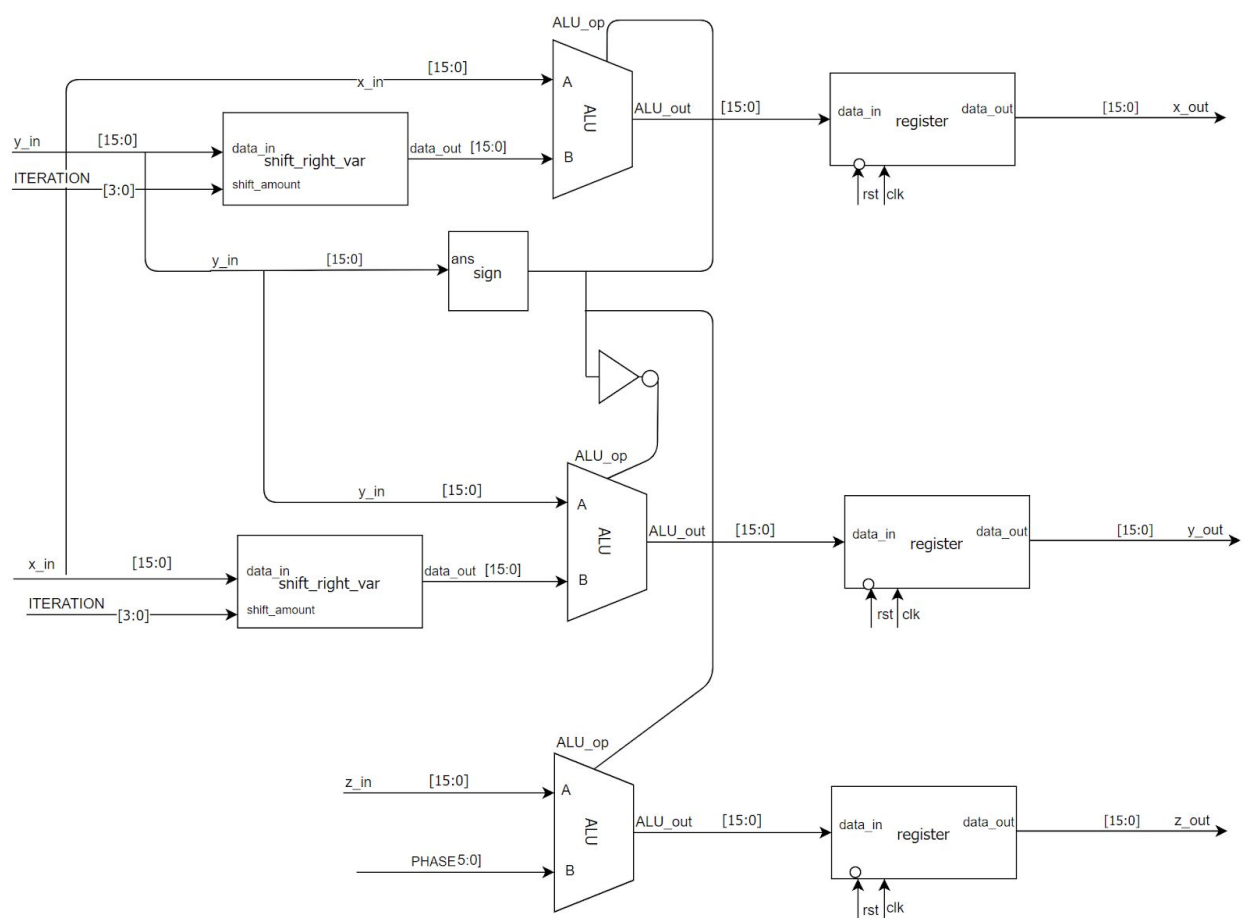 ALU_op
x_in [15:0]
A
ALU
B
ALU_out [15:0]
data_in register data_out
rst clk
[15:0] x_out
y_in [15:0]
ITERATION [3:0]
data_in
snift_right_var
shift_amount
data_out [15:0]
y_in [15:0]
ans
sign
ALU_op
y_in [15:0]
A
ALU
B
ALU_out [15:0]
data_in register data_out
rst clk
[15:0] y_out
x_in [15:0]
ITERATION [3:0]
data_in
snift_right_var
shift_amount
data_out [15:0]
ALU_op
z_in [15:0]
A
ALU
B
PHASE 5:0]
ALU_out [15:0]
data_in register data_out
rst clk
[15:0] z_out